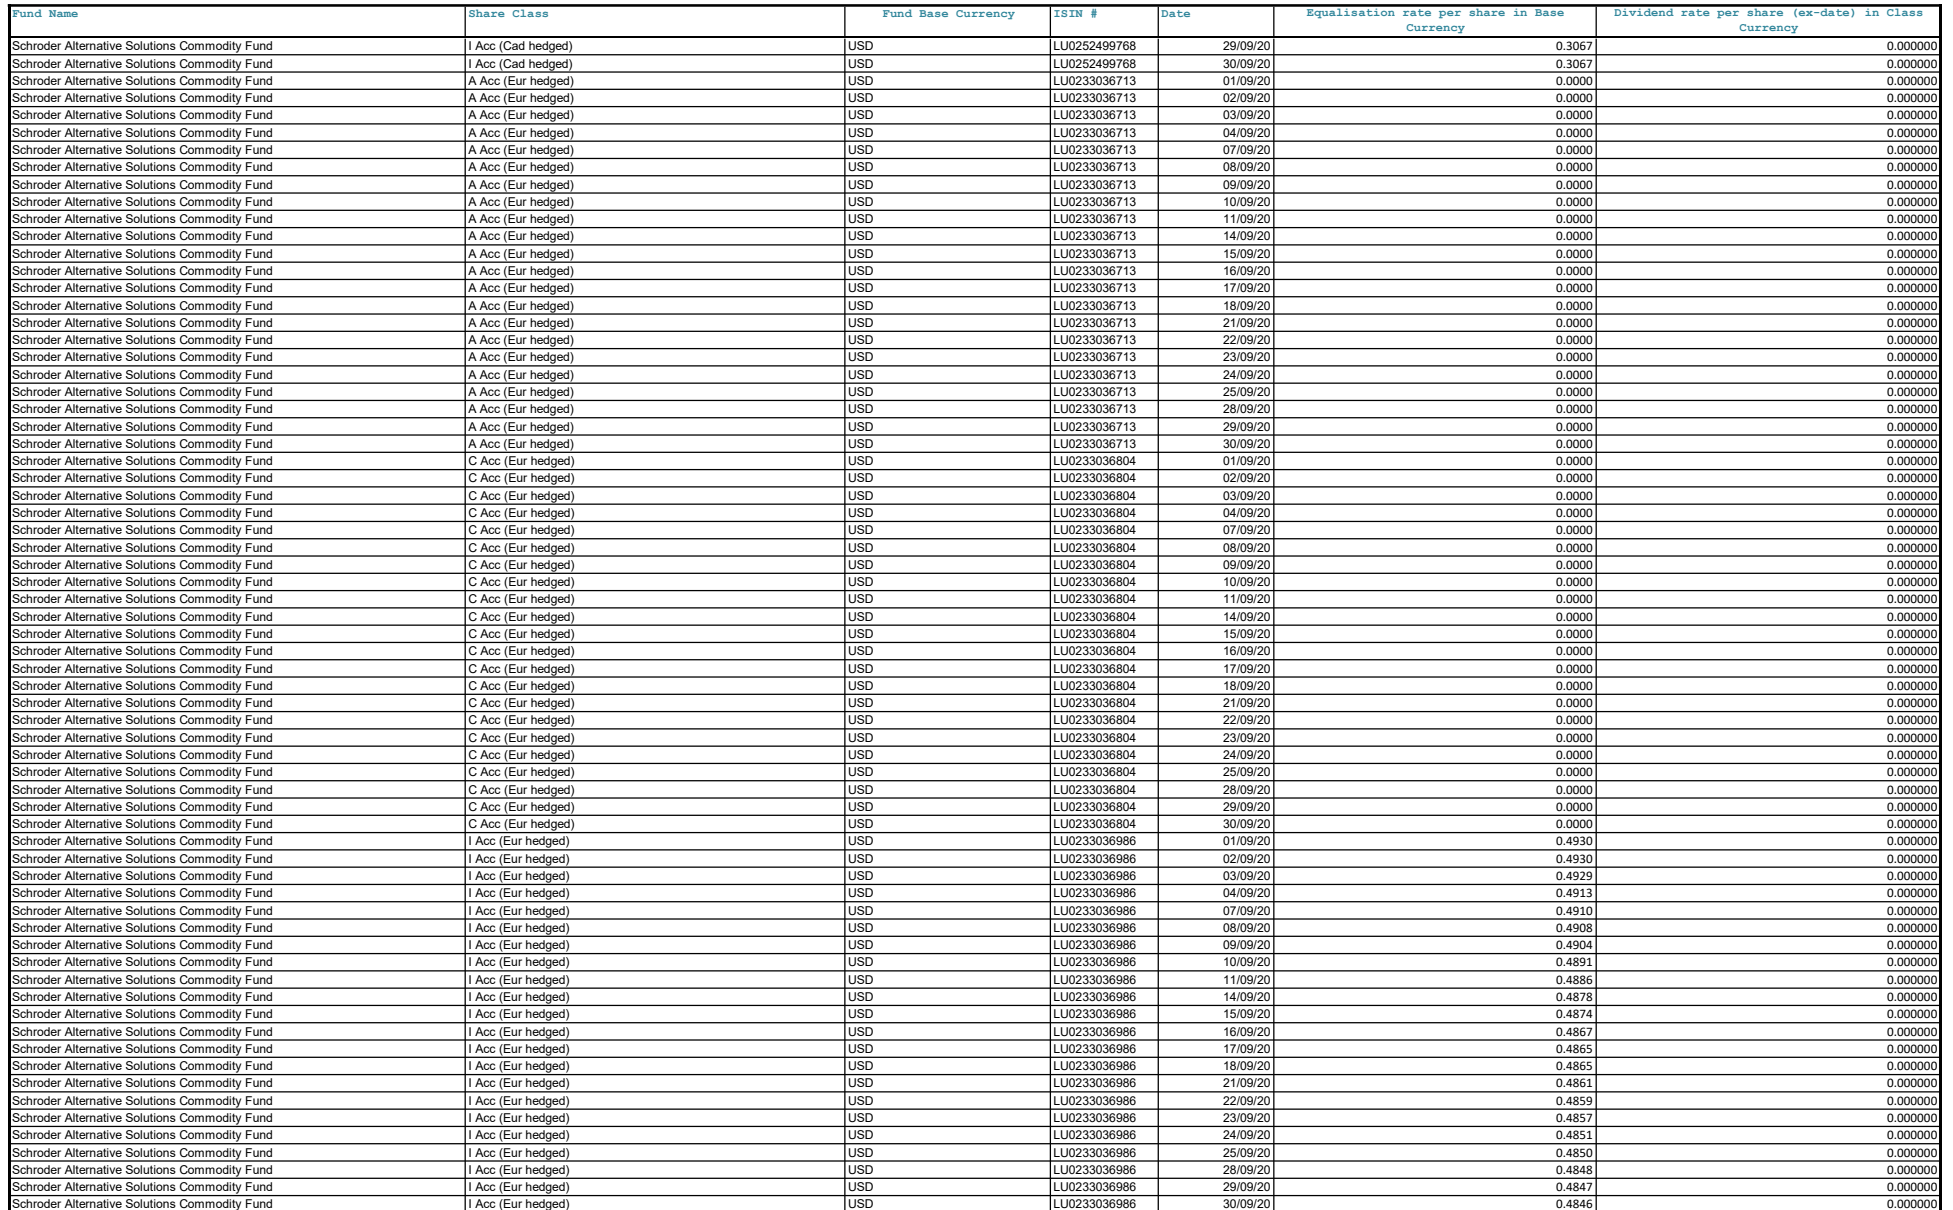 Fund Name Share Class Fund Base Currency ISIN # Date Equalisation rate per share in Base Currency Dividend rate per share (ex-date) in Class Currency
Schroder Alternative Solutions Commodity Fund I Acc (Cad hedged) USD LU0252499768 29/09/20 0.3067 0.000000
Schroder Alternative Solutions Commodity Fund I Acc (Cad hedged) USD LU0252499768 30/09/20 0.3067 0.000000
Schroder Alternative Solutions Commodity Fund A Acc (Eur hedged) USD LU0233036713 01/09/20 0.0000 0.000000
Schroder Alternative Solutions Commodity Fund A Acc (Eur hedged) USD LU0233036713 02/09/20 0.0000 0.000000
Schroder Alternative Solutions Commodity Fund A Acc (Eur hedged) USD LU0233036713 03/09/20 0.0000 0.000000
Schroder Alternative Solutions Commodity Fund A Acc (Eur hedged) USD LU0233036713 04/09/20 0.0000 0.000000
Schroder Alternative Solutions Commodity Fund A Acc (Eur hedged) USD LU0233036713 07/09/20 0.0000 0.000000
Schroder Alternative Solutions Commodity Fund A Acc (Eur hedged) USD LU0233036713 08/09/20 0.0000 0.000000
Schroder Alternative Solutions Commodity Fund A Acc (Eur hedged) USD LU0233036713 09/09/20 0.0000 0.000000
Schroder Alternative Solutions Commodity Fund A Acc (Eur hedged) USD LU0233036713 10/09/20 0.0000 0.000000
Schroder Alternative Solutions Commodity Fund A Acc (Eur hedged) USD LU0233036713 11/09/20 0.0000 0.000000
Schroder Alternative Solutions Commodity Fund A Acc (Eur hedged) USD LU0233036713 14/09/20 0.0000 0.000000
Schroder Alternative Solutions Commodity Fund A Acc (Eur hedged) USD LU0233036713 15/09/20 0.0000 0.000000
Schroder Alternative Solutions Commodity Fund A Acc (Eur hedged) USD LU0233036713 16/09/20 0.0000 0.000000
Schroder Alternative Solutions Commodity Fund A Acc (Eur hedged) USD LU0233036713 17/09/20 0.0000 0.000000
Schroder Alternative Solutions Commodity Fund A Acc (Eur hedged) USD LU0233036713 18/09/20 0.0000 0.000000
Schroder Alternative Solutions Commodity Fund A Acc (Eur hedged) USD LU0233036713 21/09/20 0.0000 0.000000
Schroder Alternative Solutions Commodity Fund A Acc (Eur hedged) USD LU0233036713 22/09/20 0.0000 0.000000
Schroder Alternative Solutions Commodity Fund A Acc (Eur hedged) USD LU0233036713 23/09/20 0.0000 0.000000
Schroder Alternative Solutions Commodity Fund A Acc (Eur hedged) USD LU0233036713 24/09/20 0.0000 0.000000
Schroder Alternative Solutions Commodity Fund A Acc (Eur hedged) USD LU0233036713 25/09/20 0.0000 0.000000
Schroder Alternative Solutions Commodity Fund A Acc (Eur hedged) USD LU0233036713 28/09/20 0.0000 0.000000
Schroder Alternative Solutions Commodity Fund A Acc (Eur hedged) USD LU0233036713 29/09/20 0.0000 0.000000
Schroder Alternative Solutions Commodity Fund A Acc (Eur hedged) USD LU0233036713 30/09/20 0.0000 0.000000
Schroder Alternative Solutions Commodity Fund C Acc (Eur hedged) USD LU0233036804 01/09/20 0.0000 0.000000
Schroder Alternative Solutions Commodity Fund C Acc (Eur hedged) USD LU0233036804 02/09/20 0.0000 0.000000
Schroder Alternative Solutions Commodity Fund C Acc (Eur hedged) USD LU0233036804 03/09/20 0.0000 0.000000
Schroder Alternative Solutions Commodity Fund C Acc (Eur hedged) USD LU0233036804 04/09/20 0.0000 0.000000
Schroder Alternative Solutions Commodity Fund C Acc (Eur hedged) USD LU0233036804 07/09/20 0.0000 0.000000
Schroder Alternative Solutions Commodity Fund C Acc (Eur hedged) USD LU0233036804 08/09/20 0.0000 0.000000
Schroder Alternative Solutions Commodity Fund C Acc (Eur hedged) USD LU0233036804 09/09/20 0.0000 0.000000
Schroder Alternative Solutions Commodity Fund C Acc (Eur hedged) USD LU0233036804 10/09/20 0.0000 0.000000
Schroder Alternative Solutions Commodity Fund C Acc (Eur hedged) USD LU0233036804 11/09/20 0.0000 0.000000
Schroder Alternative Solutions Commodity Fund C Acc (Eur hedged) USD LU0233036804 14/09/20 0.0000 0.000000
Schroder Alternative Solutions Commodity Fund C Acc (Eur hedged) USD LU0233036804 15/09/20 0.0000 0.000000
Schroder Alternative Solutions Commodity Fund C Acc (Eur hedged) USD LU0233036804 16/09/20 0.0000 0.000000
Schroder Alternative Solutions Commodity Fund C Acc (Eur hedged) USD LU0233036804 17/09/20 0.0000 0.000000
Schroder Alternative Solutions Commodity Fund C Acc (Eur hedged) USD LU0233036804 18/09/20 0.0000 0.000000
Schroder Alternative Solutions Commodity Fund C Acc (Eur hedged) USD LU0233036804 21/09/20 0.0000 0.000000
Schroder Alternative Solutions Commodity Fund C Acc (Eur hedged) USD LU0233036804 22/09/20 0.0000 0.000000
Schroder Alternative Solutions Commodity Fund C Acc (Eur hedged) USD LU0233036804 23/09/20 0.0000 0.000000
Schroder Alternative Solutions Commodity Fund C Acc (Eur hedged) USD LU0233036804 24/09/20 0.0000 0.000000
Schroder Alternative Solutions Commodity Fund C Acc (Eur hedged) USD LU0233036804 25/09/20 0.0000 0.000000
Schroder Alternative Solutions Commodity Fund C Acc (Eur hedged) USD LU0233036804 28/09/20 0.0000 0.000000
Schroder Alternative Solutions Commodity Fund C Acc (Eur hedged) USD LU0233036804 29/09/20 0.0000 0.000000
Schroder Alternative Solutions Commodity Fund C Acc (Eur hedged) USD LU0233036804 30/09/20 0.0000 0.000000
Schroder Alternative Solutions Commodity Fund I Acc (Eur hedged) USD LU0233036986 01/09/20 0.4930 0.000000
Schroder Alternative Solutions Commodity Fund I Acc (Eur hedged) USD LU0233036986 02/09/20 0.4930 0.000000
Schroder Alternative Solutions Commodity Fund I Acc (Eur hedged) USD LU0233036986 03/09/20 0.4929 0.000000
Schroder Alternative Solutions Commodity Fund I Acc (Eur hedged) USD LU0233036986 04/09/20 0.4913 0.000000
Schroder Alternative Solutions Commodity Fund I Acc (Eur hedged) USD LU0233036986 07/09/20 0.4910 0.000000
Schroder Alternative Solutions Commodity Fund I Acc (Eur hedged) USD LU0233036986 08/09/20 0.4908 0.000000
Schroder Alternative Solutions Commodity Fund I Acc (Eur hedged) USD LU0233036986 09/09/20 0.4904 0.000000
Schroder Alternative Solutions Commodity Fund I Acc (Eur hedged) USD LU0233036986 10/09/20 0.4891 0.000000
Schroder Alternative Solutions Commodity Fund I Acc (Eur hedged) USD LU0233036986 11/09/20 0.4886 0.000000
Schroder Alternative Solutions Commodity Fund I Acc (Eur hedged) USD LU0233036986 14/09/20 0.4878 0.000000
Schroder Alternative Solutions Commodity Fund I Acc (Eur hedged) USD LU0233036986 15/09/20 0.4874 0.000000
Schroder Alternative Solutions Commodity Fund I Acc (Eur hedged) USD LU0233036986 16/09/20 0.4867 0.000000
Schroder Alternative Solutions Commodity Fund I Acc (Eur hedged) USD LU0233036986 17/09/20 0.4865 0.000000
Schroder Alternative Solutions Commodity Fund I Acc (Eur hedged) USD LU0233036986 18/09/20 0.4865 0.000000
Schroder Alternative Solutions Commodity Fund I Acc (Eur hedged) USD LU0233036986 21/09/20 0.4861 0.000000
Schroder Alternative Solutions Commodity Fund I Acc (Eur hedged) USD LU0233036986 22/09/20 0.4859 0.000000
Schroder Alternative Solutions Commodity Fund I Acc (Eur hedged) USD LU0233036986 23/09/20 0.4857 0.000000
Schroder Alternative Solutions Commodity Fund I Acc (Eur hedged) USD LU0233036986 24/09/20 0.4851 0.000000
Schroder Alternative Solutions Commodity Fund I Acc (Eur hedged) USD LU0233036986 25/09/20 0.4850 0.000000
Schroder Alternative Solutions Commodity Fund I Acc (Eur hedged) USD LU0233036986 28/09/20 0.4848 0.000000
Schroder Alternative Solutions Commodity Fund I Acc (Eur hedged) USD LU0233036986 29/09/20 0.4847 0.000000
Schroder Alternative Solutions Commodity Fund I Acc (Eur hedged) USD LU0233036986 30/09/20 0.4846 0.000000